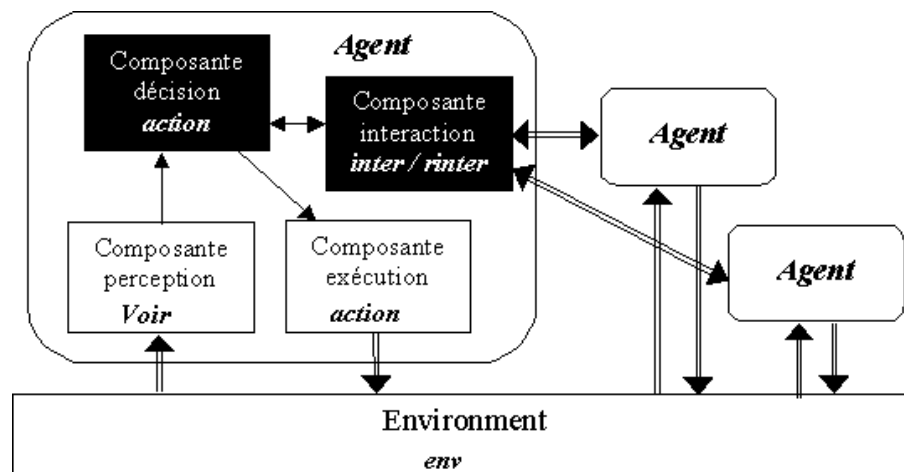 Agent
Composante
décision
action
Composante
interaction
inter / rinter
Agent
Composante
perception
Voir
Composante
exécution
action
Agent
Environment
env